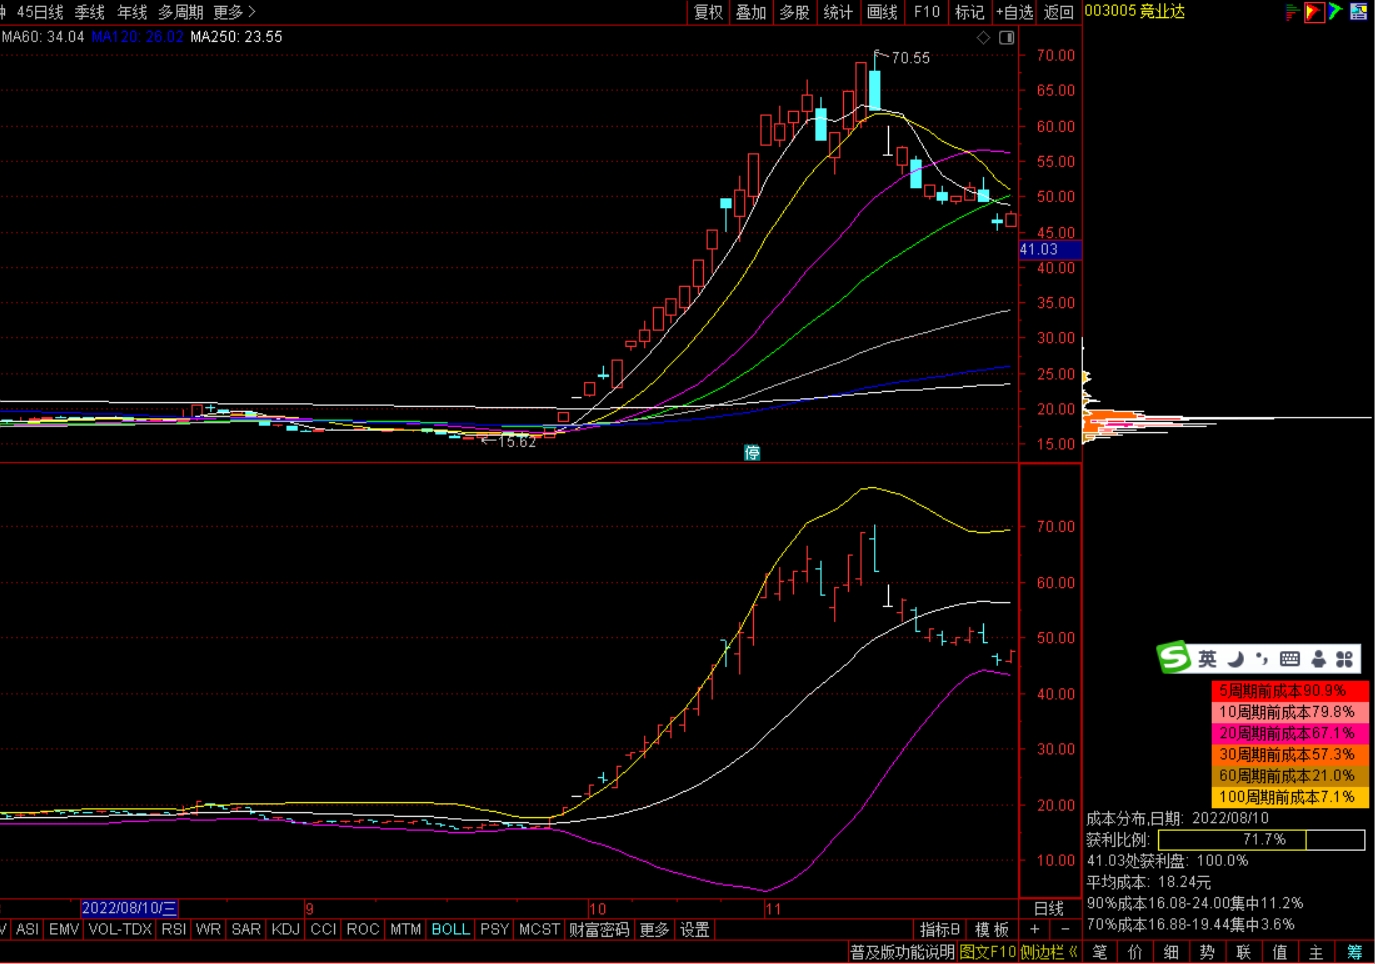 钟 45日线 季线 年线 多周期 更多
复权 叠加 多股 统计 画线 F10 标记 +自选 返回
003005 竞业达
MA60: 34.04 MA120: 26.02 MA250: 23.55
70.55
70.00
65.00
60.00
55.00
50.00
45.00
41.03
40.00
35.00
30.00
25.00
20.00
15.00
15.62
停
70.00
60.00
50.00
40.00
30.00
20.00
10.00
英
5周期前成本90.9%
10周期前成本79.8%
20周期前成本67.1%
30周期前成本57.3%
60周期前成本21.0%
100周期前成本7.1%
成本分布,日期: 2022/08/10
获利比例: 71.7%
41.03处获利盘: 100.0%
平均成本: 18.24元
90%成本16.08-24.00集中11.2%
70%成本16.88-19.44集中3.6%
2022/08/10/三 9 10 11 日线
V ASI EMV VOL-TDX RSI WR SAR KDJ CCI ROC MTM BOLL PSY MCST 财富密码 更多 设置 指标B 模板 + -
普及版功能说明 图文F10 侧边栏《 笔 价 细 势 联 值 主 筹